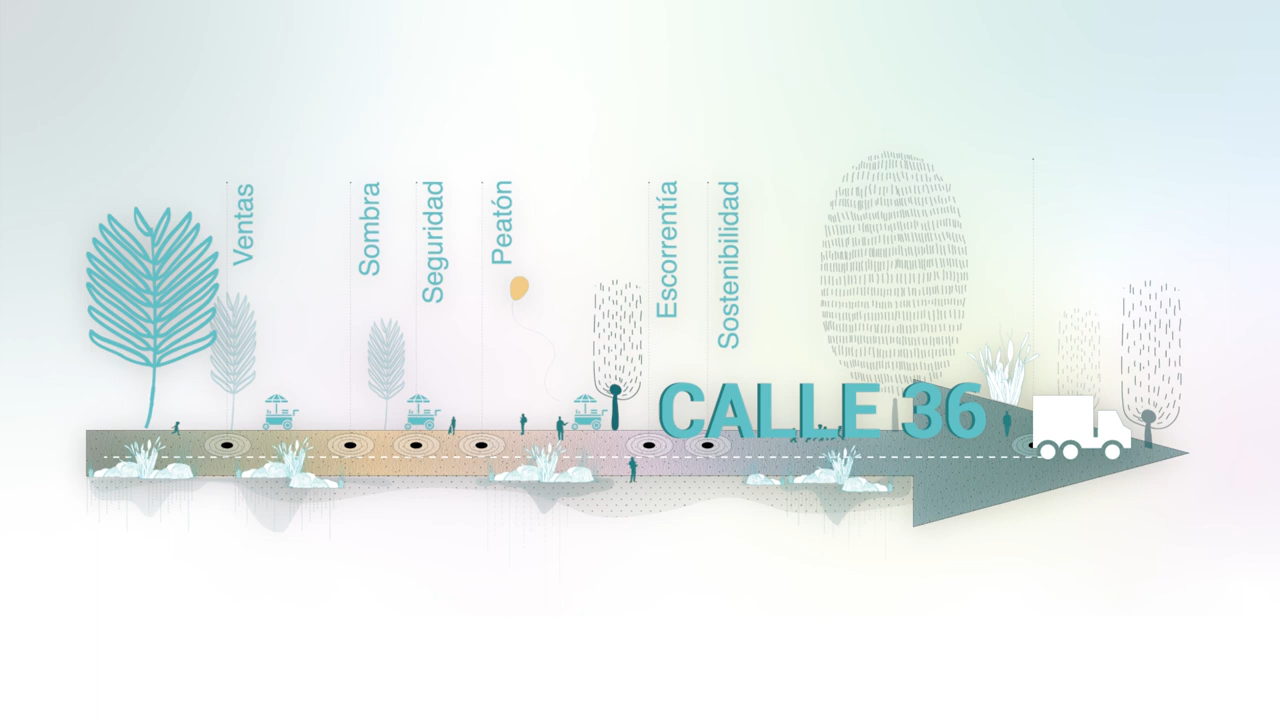 Ventas
Sombra
Seguridad
Peatón
Escorrentía
Sostenibilidad
CALLE 36